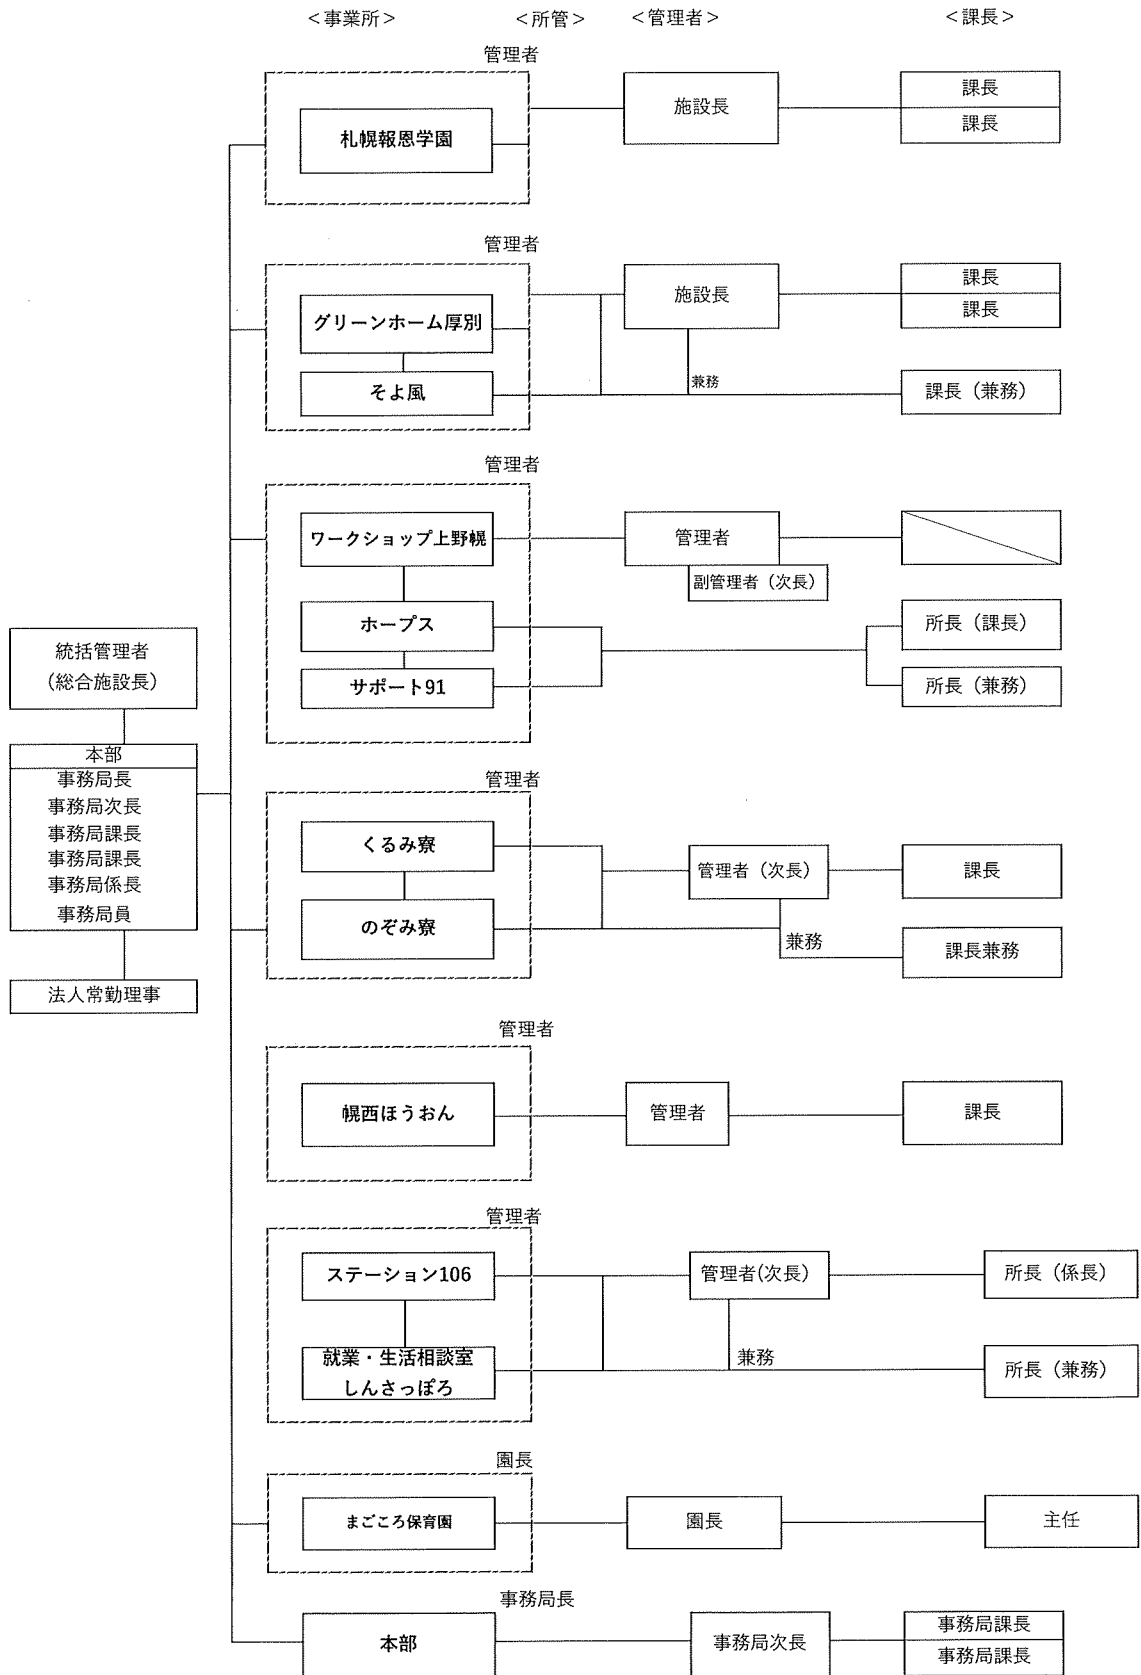 ＜事業所＞
＜所管＞
＜管理者＞
＜課長＞
管理者
札幌報恩学園
施設長
課長
課長
管理者
グリーンホーム厚別
そよ風
施設長
兼務
課長
課長
課長（兼務）
管理者
ワークショップ上野幌
ホープス
サポート91
管理者
副管理者（次長）
所長（課長）
所長（兼務）
統括管理者
（総合施設長）
本部
事務局長
事務局次長
事務局課長
事務局課長
事務局係長
事務局員
法人常勤理事
管理者
くるみ寮
のぞみ寮
管理者（次長）
兼務
課長
課長兼務
管理者
幌西ほうおん
管理者
課長
管理者
ステーション106
就業・生活相談室
しんさっぽろ
管理者(次長）
兼務
所長（係長）
所長（兼務）
園長
まごころ保育園
園長
主任
事務局長
本部
事務局次長
事務局課長
事務局課長